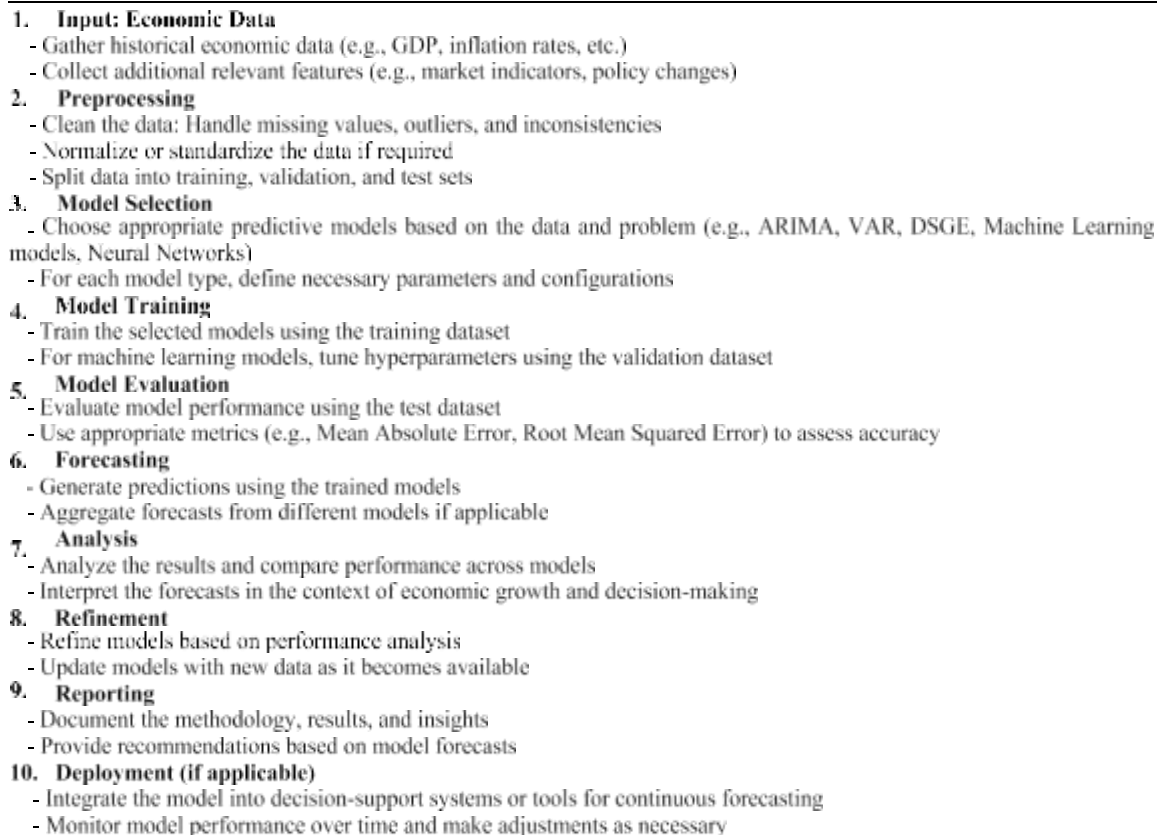 1. Input: Economic Data
- Gather historical economic data (e.g., GDP, inflation rates, etc.)
- Collect additional relevant features (e.g., market indicators, policy changes)
2. Preprocessing
- Clean the data: Handle missing values, outliers, and inconsistencies
- Normalize or standardize the data if required
- Split data into training, validation, and test sets
3. Model Selection
- Choose appropriate predictive models based on the data and problem (e.g., ARIMA, VAR, DSGE, Machine Learning
models, Neural Networks)
- For each model type, define necessary parameters and configurations
4. Model Training
- Train the selected models using the training dataset
- For machine learning models, tune hyperparameters using the validation dataset
5. Model Evaluation
- Evaluate model performance using the test dataset
- Use appropriate metrics (e.g., Mean Absolute Error, Root Mean Squared Error) to assess accuracy
6. Forecasting
- Generate predictions using the trained models
- Aggregate forecasts from different models if applicable
7. Analysis
- Analyze the results and compare performance across models
- Interpret the forecasts in the context of economic growth and decision-making
8. Refinement
- Refine models based on performance analysis
- Update models with new data as it becomes available
9. Reporting
- Document the methodology, results, and insights
- Provide recommendations based on model forecasts
10. Deployment (if applicable)
- Integrate the model into decision-support systems or tools for continuous forecasting
- Monitor model performance over time and make adjustments as necessary